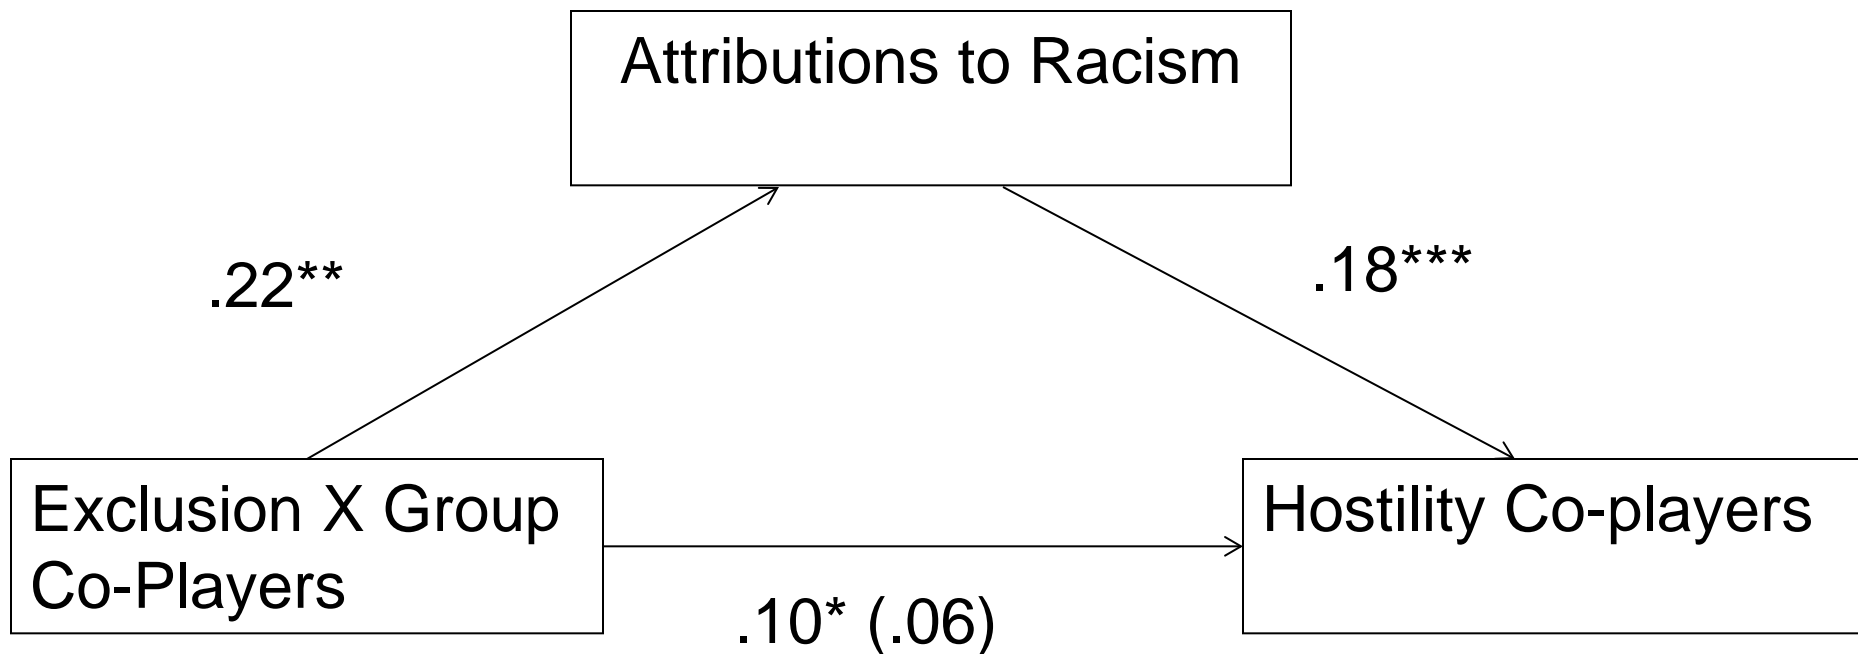 Attributions to Racism
.22**
.18***
Exclusion X Group
Co-Players
Hostility Co-players
.10* (.06)